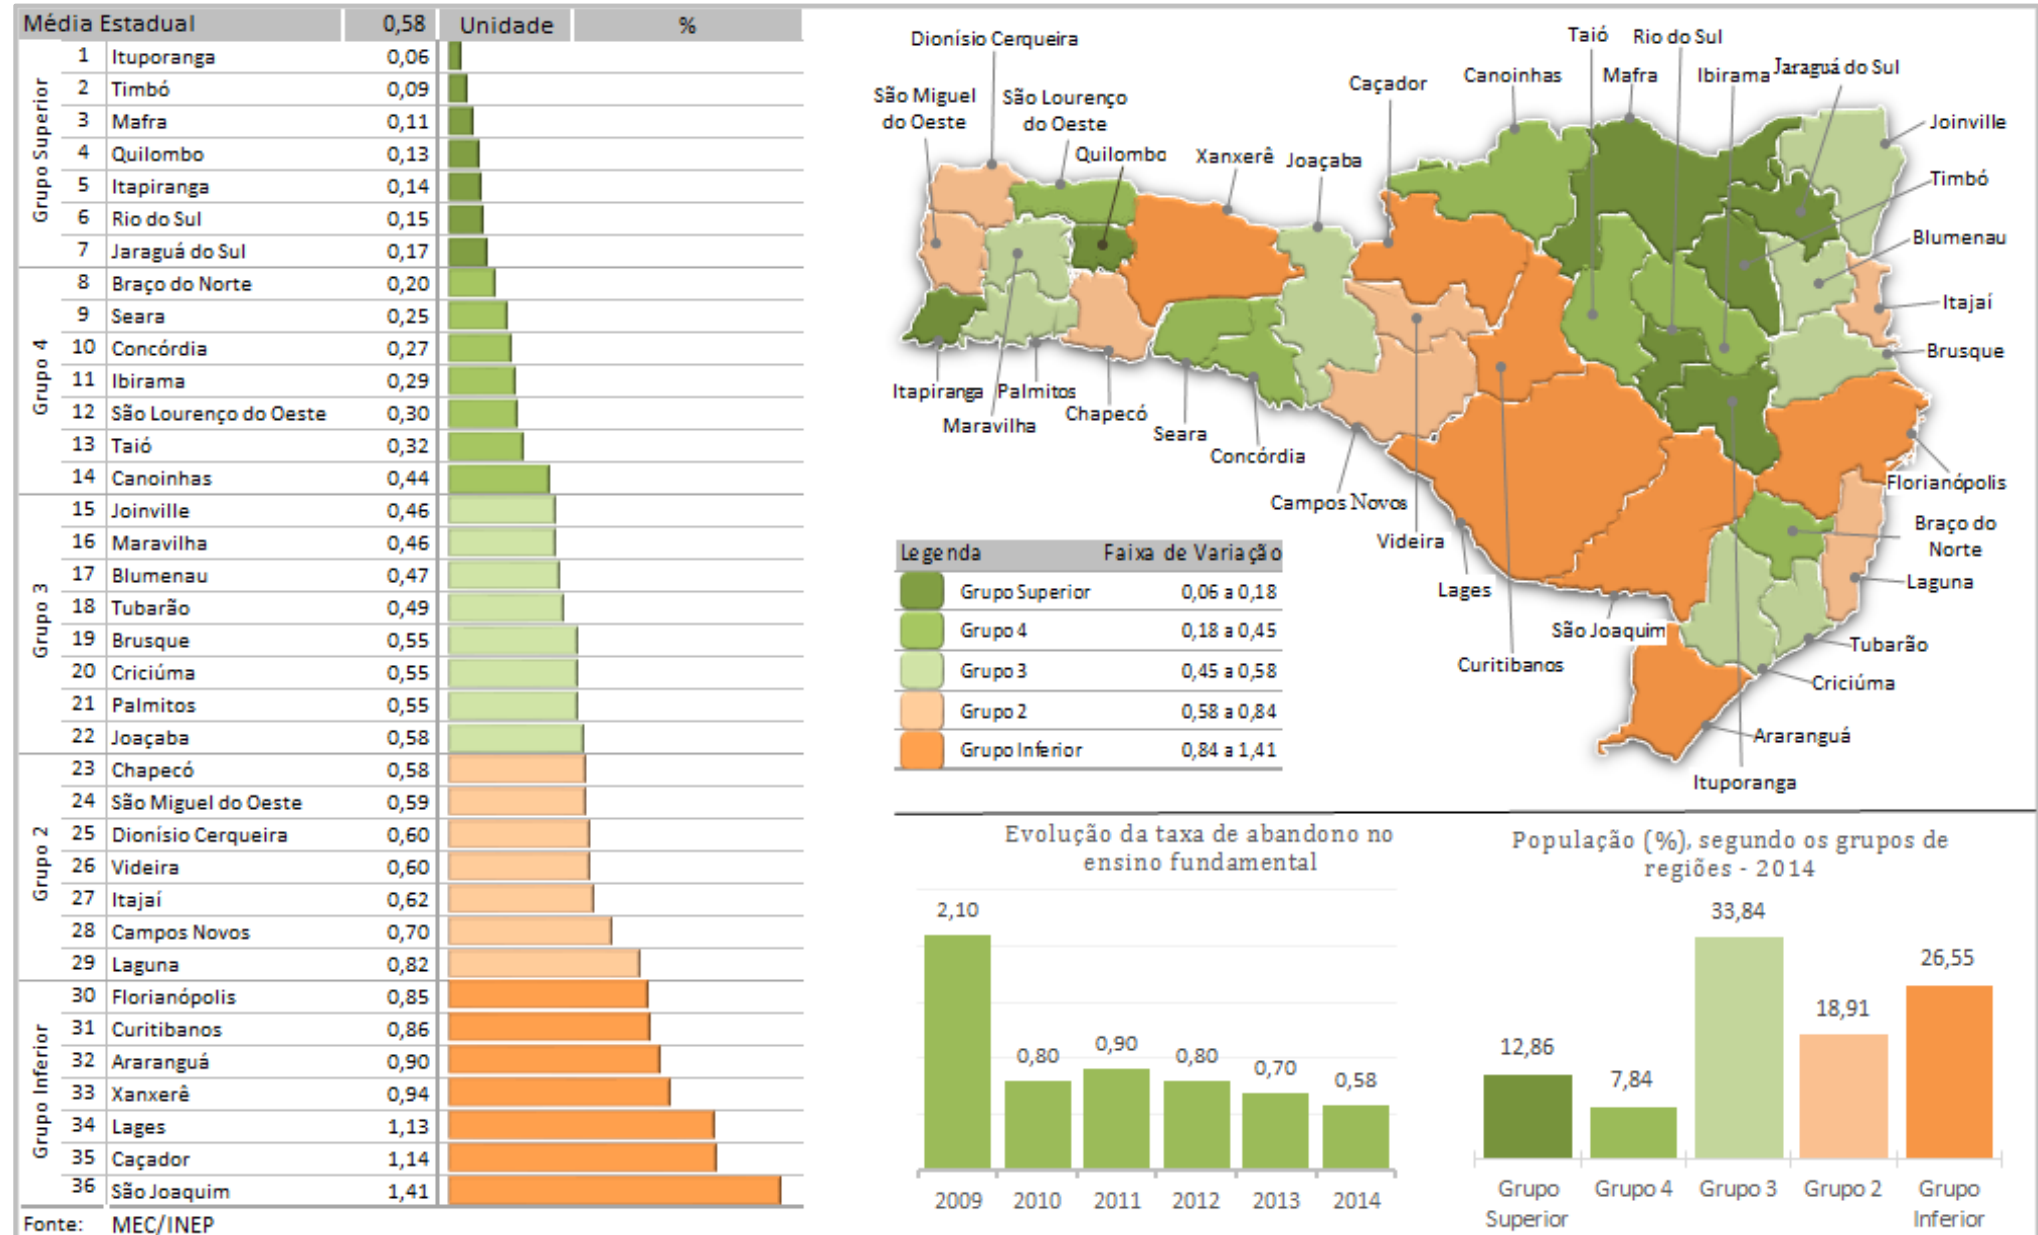 Média Estadual 0,58 Unidade %
Grupo Superior
1 Ituporanga 0,06
2 Timbó 0,09
3 Mafra 0,11
4 Quilombo 0,13
5 Itapiranga 0,14
6 Rio do Sul 0,15
7 Jaraguá do Sul 0,17
Grupo 4
8 Braço do Norte 0,20
9 Seara 0,25
10 Concórdia 0,27
11 Ibirama 0,29
12 São Lourenço do Oeste 0,30
13 Taió 0,32
14 Canoinhas 0,44
Grupo 3
15 Joinville 0,46
16 Maravilha 0,46
17 Blumenau 0,47
18 Tubarão 0,49
19 Brusque 0,55
20 Criciúma 0,55
21 Palmitos 0,55
22 Joaçaba 0,58
Grupo 2
23 Chapecó 0,58
24 São Miguel do Oeste 0,59
25 Dionísio Cerqueira 0,60
26 Videira 0,60
27 Itajaí 0,62
28 Campos Novos 0,70
29 Laguna 0,82
Grupo Inferior
30 Florianópolis 0,85
31 Curitibanos 0,86
32 Araranguá 0,90
33 Xanxerê 0,94
34 Lages 1,13
35 Caçador 1,14
36 São Joaquim 1,41
Fonte: MEC/INEP
Dionísio Cerqueira
São Miguel
do Oeste
São Lourenço
do Oeste
Quilombo
Xanxerê
Joaçaba
Caçador
Canoinhas
Taió
Mafra
Rio do Sul
Ibirama
Jaraguá do Sul
Joinville
Timbó
Blumenau
Itajaí
Brusque
Florianópolis
Braço do
Norte
Laguna
Tubarão
Criciúma
Araranguá
Ituporanga
São Joaquim
Curitibanos
Lages
Videira
Campos Novos
Concórdia
Seara
Chapecó
Palmitos
Maravilha
Itapiranga
Legenda Faixa de Variação
Grupo Superior 0,06 a 0,18
Grupo 4 0,18 a 0,45
Grupo 3 0,45 a 0,58
Grupo 2 0,58 a 0,84
Grupo Inferior 0,84 a 1,41
Evolução da taxa de abandono no
ensino fundamental
2,10 0,80 0,90 0,80 0,70 0,58
2009 2010 2011 2012 2013 2014
População (%), segundo os grupos de
regiões - 2014
12,86 7,84 33,84 18,91 26,55
Grupo
Superior
Grupo 4
Grupo 3
Grupo 2
Grupo
Inferior